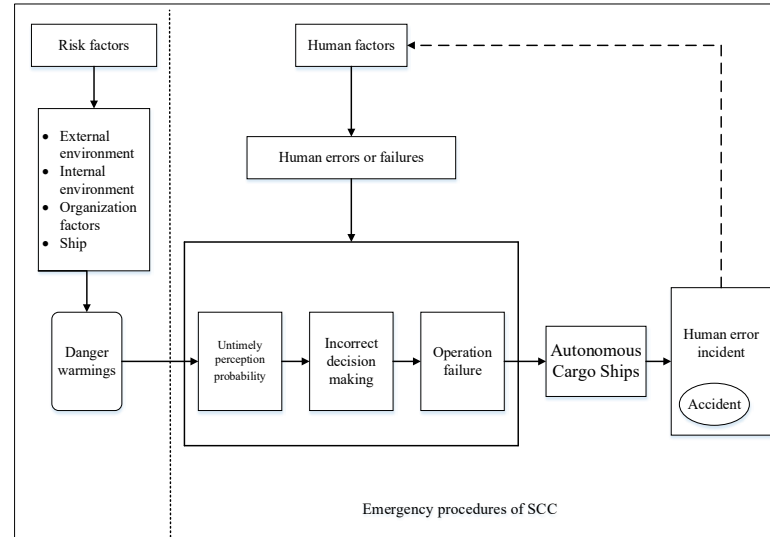 Risk factors
Human factors
• External
environment
• Internal
environment
• Organization
factors
• Ship
Human errors or failures
Danger
warmings
Untimely
perception
probability
Incorrect
decision
making
Operation
failure
Autonomous
Cargo Ships
Human error
incident
Accident
Emergency procedures of SCC